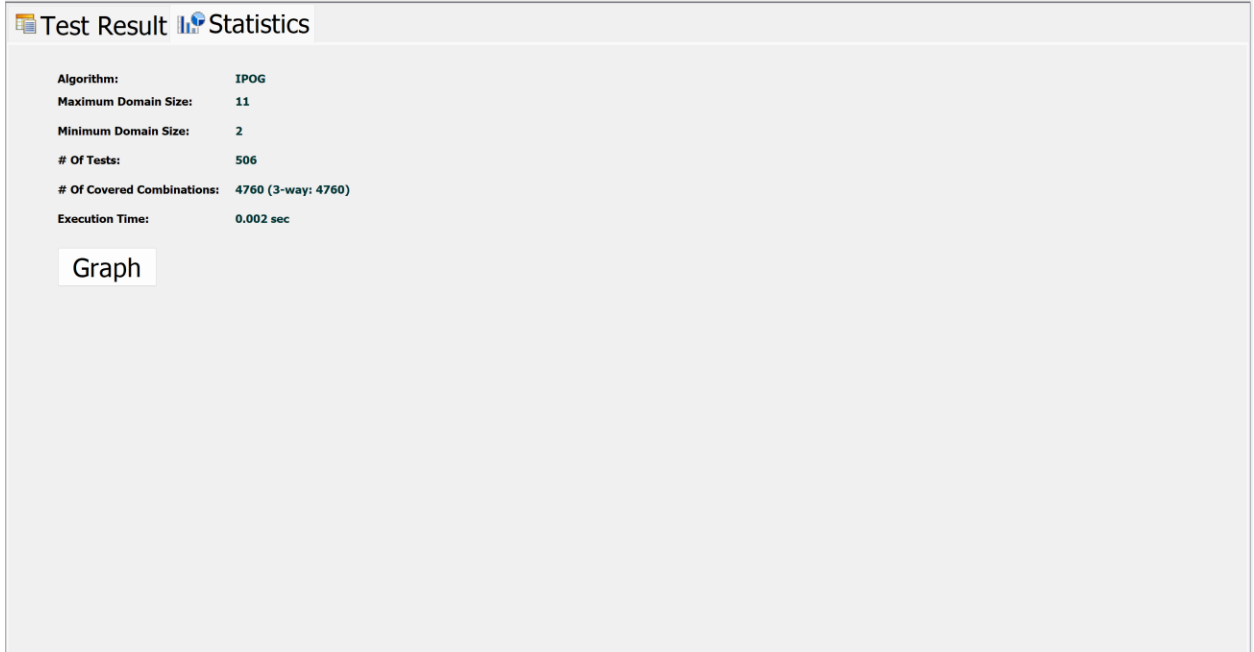 Test Result Statistics
Algorithm: IPOG
Maximum Domain Size: 11
Minimum Domain Size: 2
# Of Tests: 506
# Of Covered Combinations: 4760 (3-way: 4760)
Execution Time: 0.002 sec
Graph